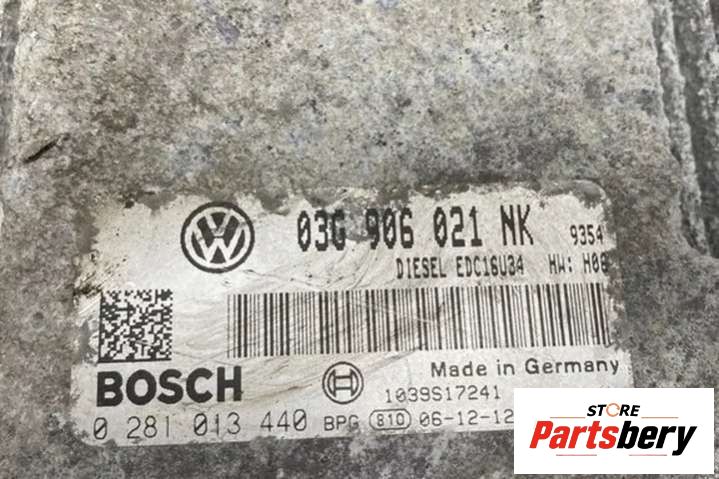 03G 906 021 NK 9354
DIESEL EDC16U34 HW: H08
Made in Germany
BOSCH
1039S17241
0 281 013 440 BPG 810 06-12-12
STORE
Partsbery